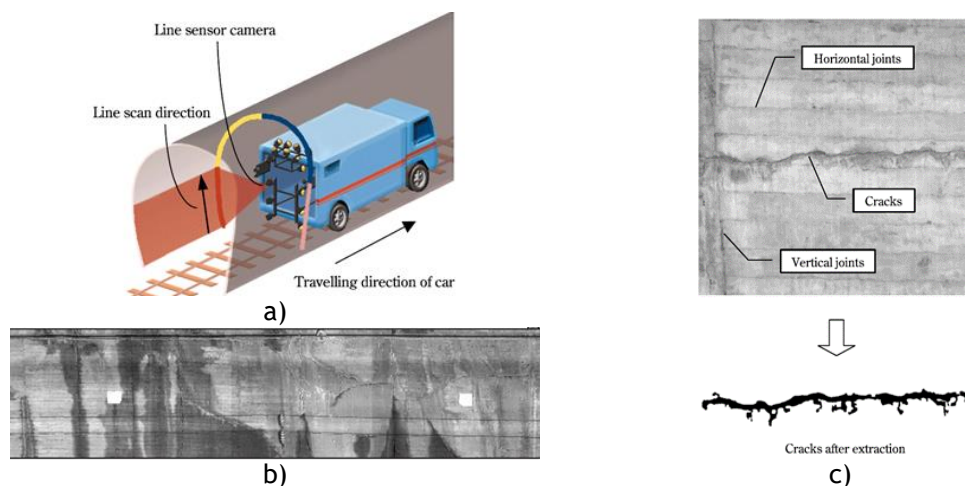 Line sensor camera
Line scan direction
Travelling direction of car
a)
b)
Horizontal joints
Cracks
Vertical joints
Cracks after extraction
c)